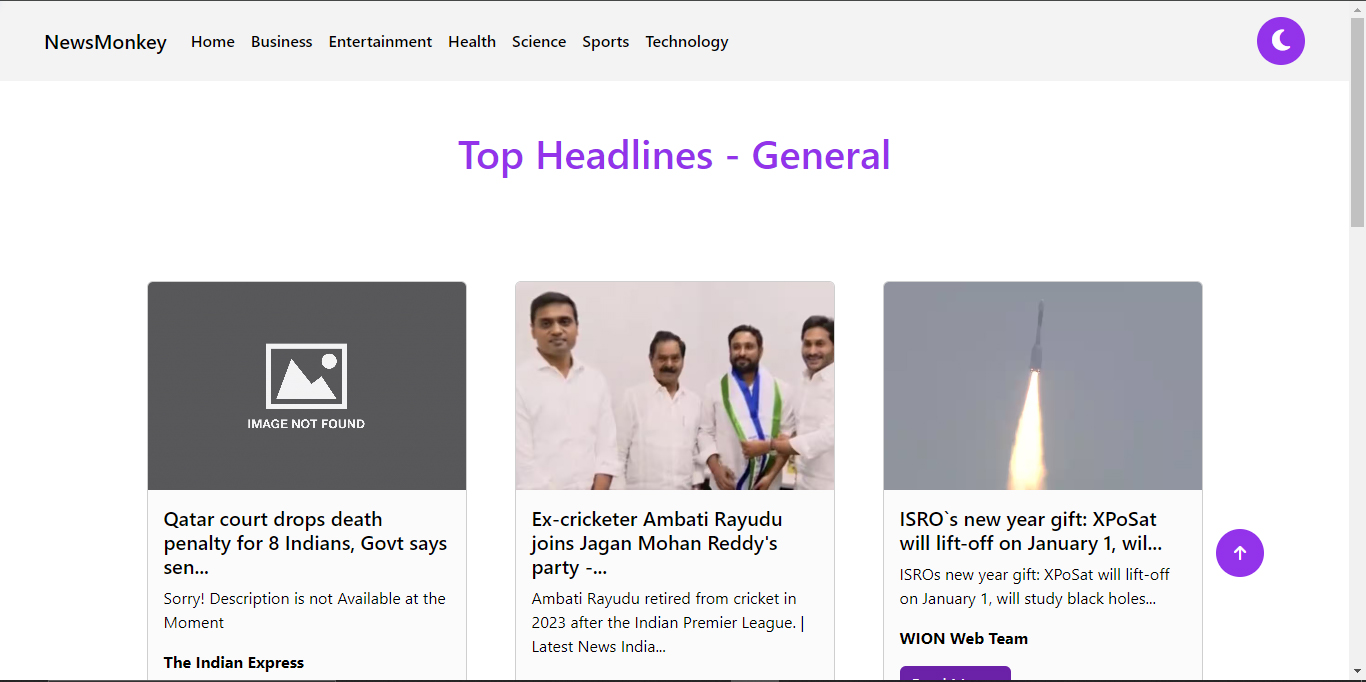 NewsMonkey Home Business Entertainment Health Science Sports Technology
Top Headlines - General
IMAGE NOT FOUND
Qatar court drops death
penalty for 8 Indians, Govt says
sen...
Sorry! Description is not Available at the
Moment
The Indian Express
Ex-cricketer Ambati Rayudu
joins Jagan Mohan Reddy's
party -...
Ambati Rayudu retired from cricket in
2023 after the Indian Premier League. |
Latest News India...
ISRO`s new year gift: XPoSat
will lift-off on January 1, wil...
ISROs new year gift: XPoSat will lift-off
on January 1, will study black holes...
WION Web Team